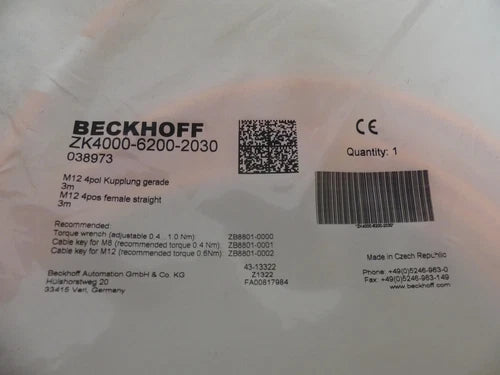 BECKHOFF
ZK4000-6200-2030
038973
M12 4pol Kupplung gerade
3m
M12 4pos female straight
3m
Recommended:
Torque wrench (adjustable 0.4 .. 1.0 Nm) ZB8801-0000
Cable key for M8 (recommended torque 0.4 Nm) ZB8801-0001
Cable key for M12 (recommended torque 0.6Nm) ZB8801-0002
Beckhoff Automation GmbH & Co. KG
Hülshorstweg 20
33415 Verl, Germany
43-13322
Z1322
FA00817984
CE
Quantity: 1
"ZK4000-6200-2030"
Made in Czech Republic
Phone: +49(0)5246-963-0
Fax: +49(0)5246-963-149
www.beckhoff.com